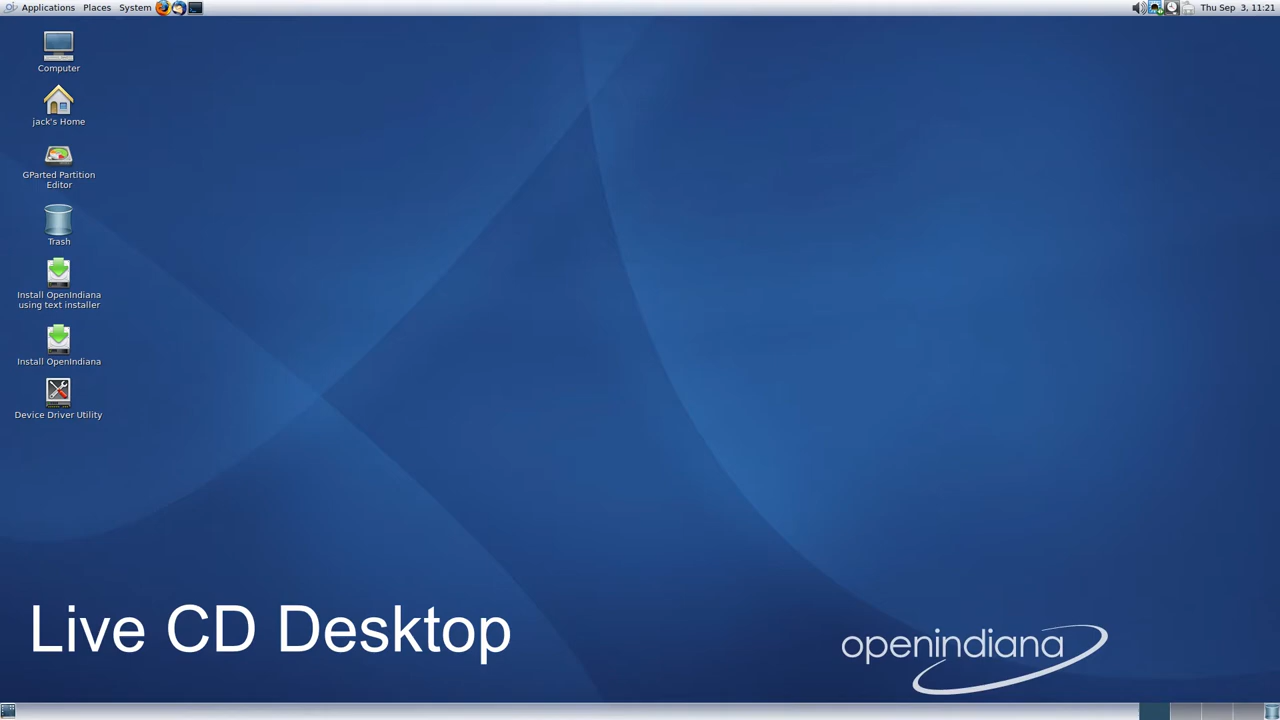 Applications Places System Thu Sep 3, 11:21
Computer
jack's Home
GParted Partition
Editor
Trash
Install OpenIndiana
using text installer
Install OpenIndiana
Device Driver Utility
Live CD Desktop
openindiana